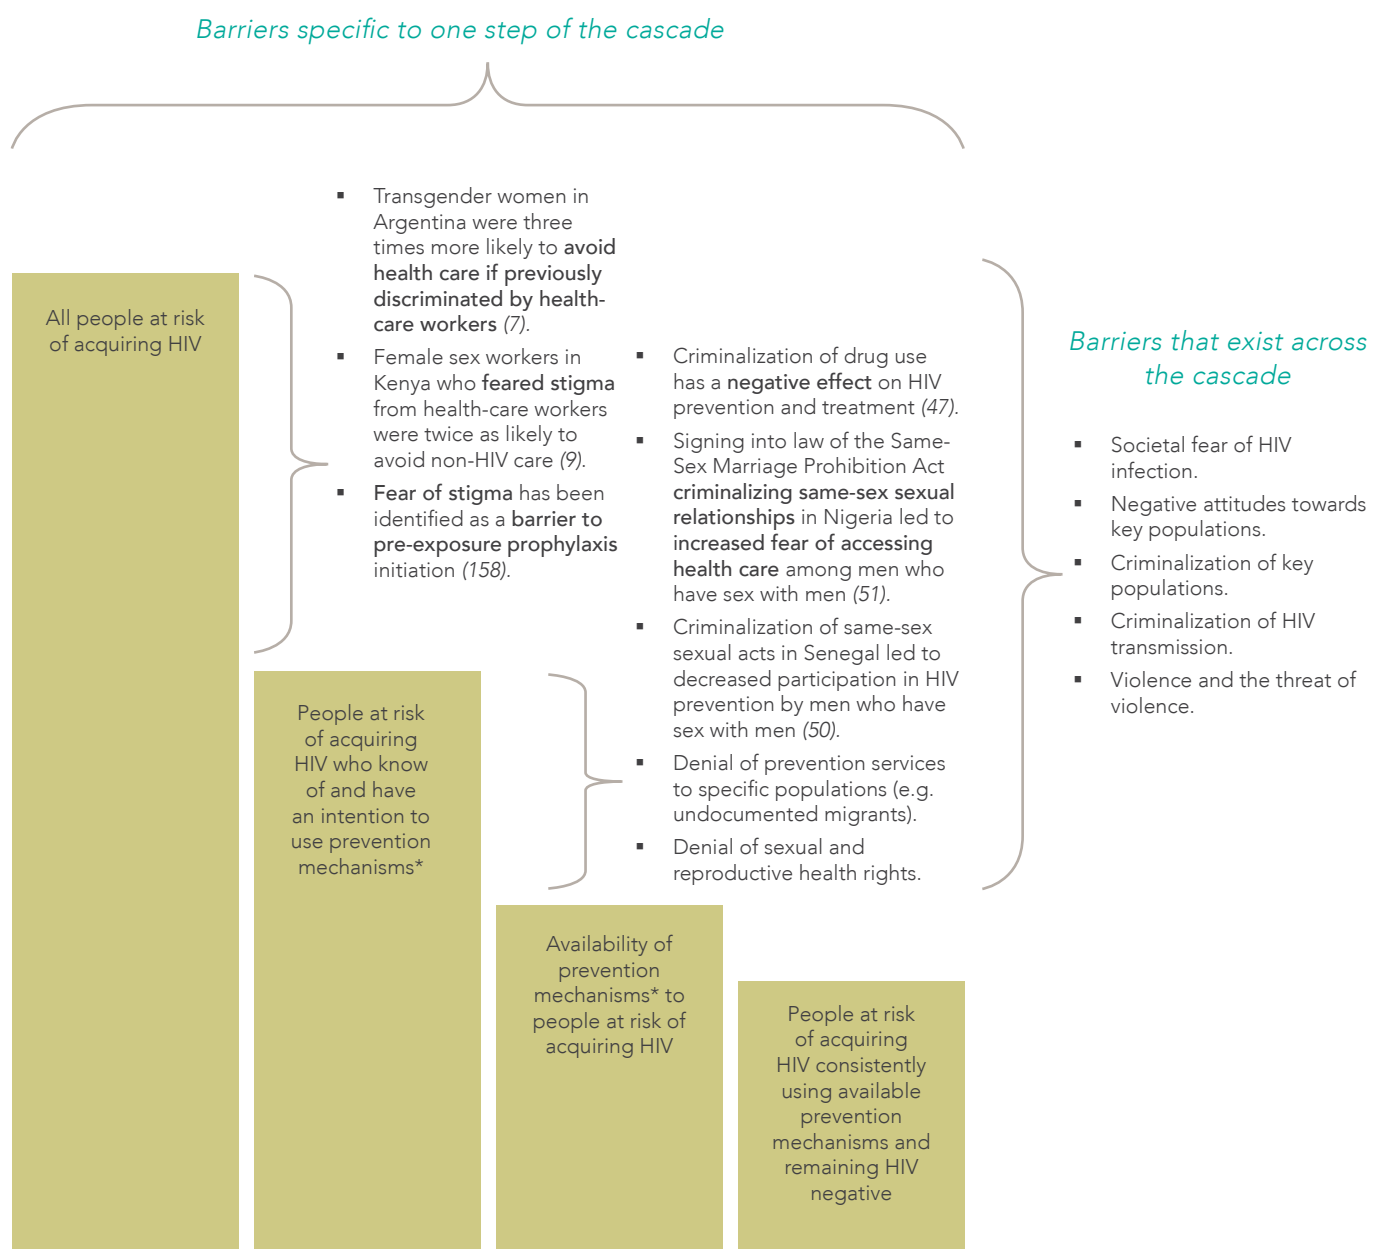 Barriers specific to one step of the cascade
▪ Transgender women in
Argentina were three
times more likely to avoid
health care if previously
discriminated by health-
care workers (7).
▪ Female sex workers in
Kenya who feared stigma
from health-care workers
were twice as likely to
avoid non-HIV care (9).
▪ Fear of stigma has been
identified as a barrier to
pre-exposure prophylaxis
initiation (158).
▪ Criminalization of drug use
has a negative effect on HIV
prevention and treatment (47).
▪ Signing into law of the Same-
Sex Marriage Prohibition Act
criminalizing same-sex sexual
relationships in Nigeria led to
increased fear of accessing
health care among men who
have sex with men (51).
▪ Criminalization of same-sex
sexual acts in Senegal led to
decreased participation in HIV
prevention by men who have
sex with men (50).
▪ Denial of prevention services
to specific populations (e.g.
undocumented migrants).
▪ Denial of sexual and
reproductive health rights.
Barriers that exist across
the cascade
▪ Societal fear of HIV
infection.
▪ Negative attitudes towards
key populations.
▪ Criminalization of key
populations.
▪ Criminalization of HIV
transmission.
▪ Violence and the threat of
violence.
All people at risk
of acquiring HIV
People at risk
of acquiring
HIV who know
of and have
an intention to
use prevention
mechanisms*
Availability of
prevention
mechanisms* to
people at risk of
acquiring HIV
People at risk
of acquiring
HIV consistently
using available
prevention
mechanisms and
remaining HIV
negative